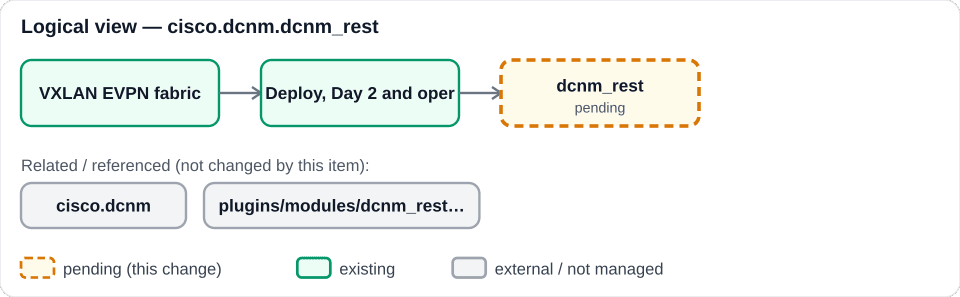 Logical view — cisco.dcnm.dcnm_rest
VXLAN EVPN fabric
Deploy, Day 2 and oper
dcnm_rest
pending
Related / referenced (not changed by this item):
cisco.dcnm
plugins/modules/dcnm_rest…
pending (this change)
existing
external / not managed